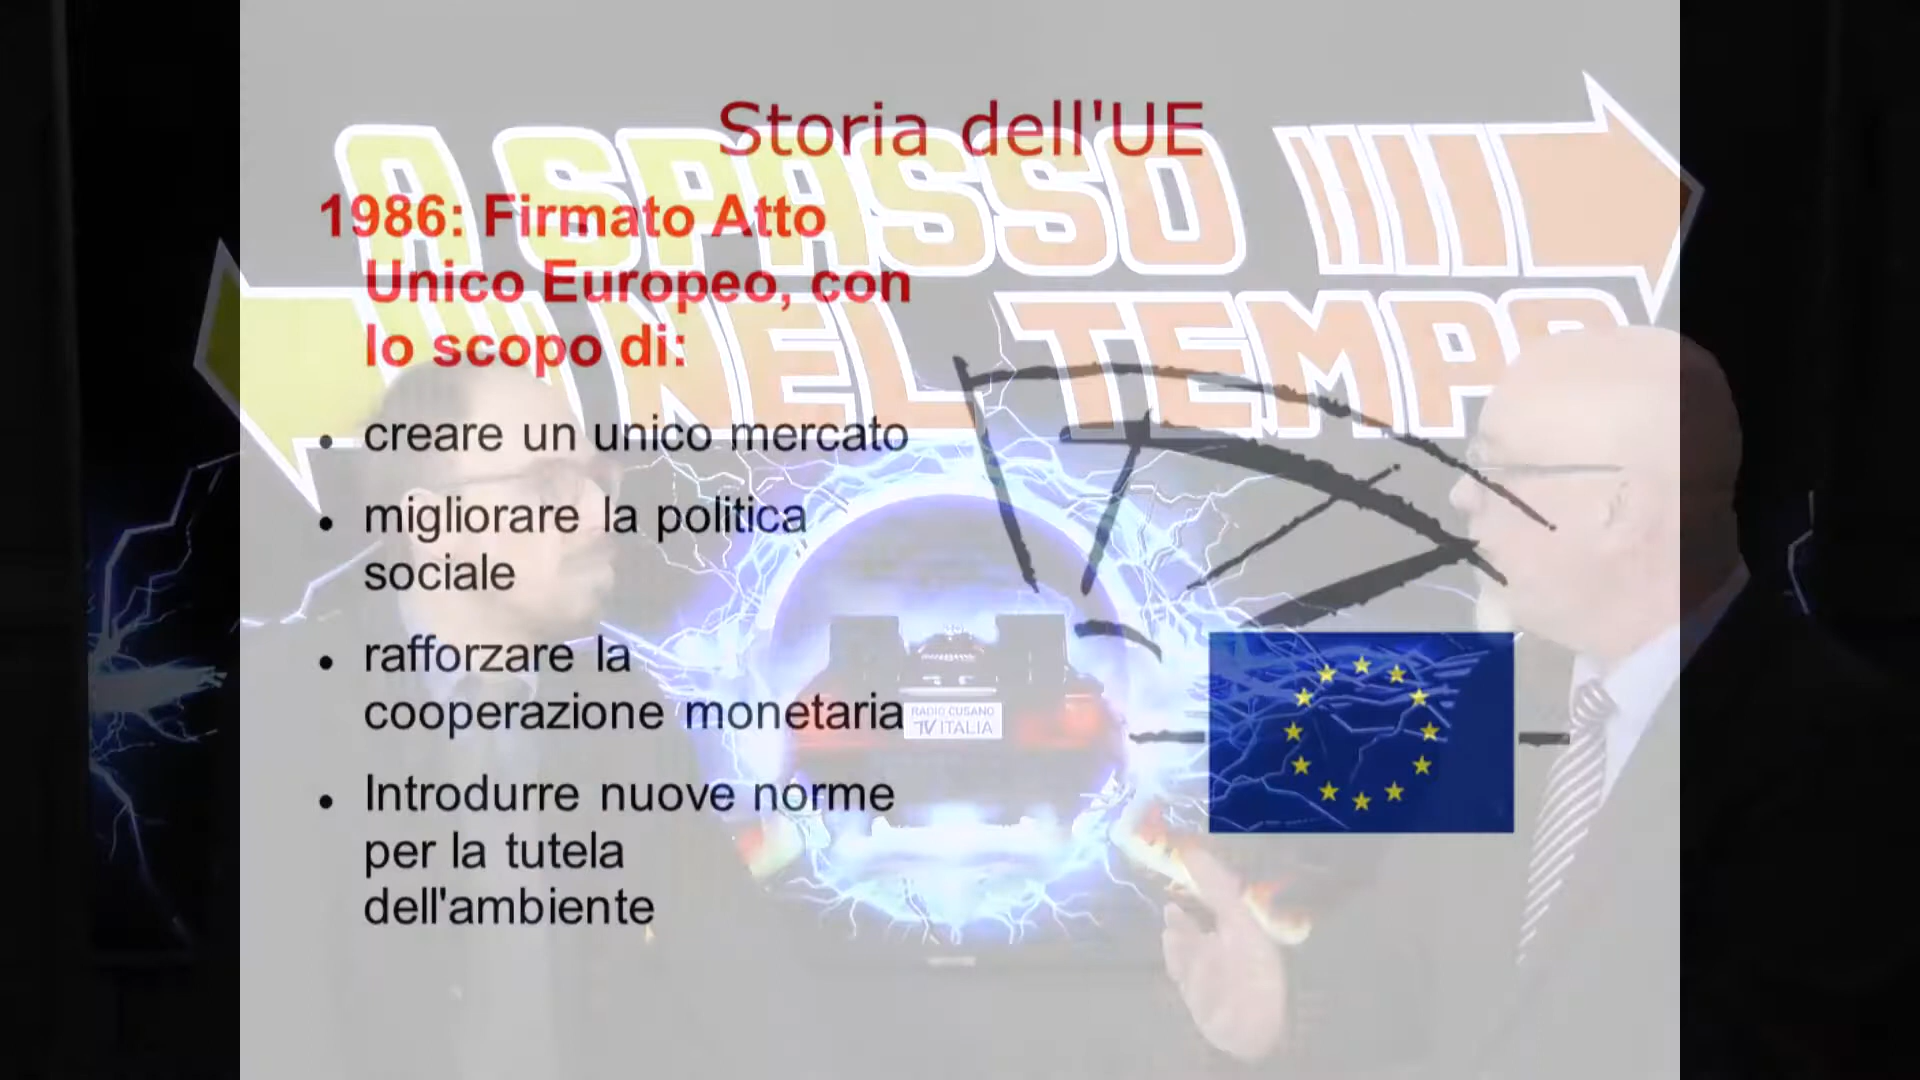 Storia dell'UE
A SPASSO
NEL TEMPO
1986: Firmato Atto
Unico Europeo, con
lo scopo di:
creare un unico mercato
migliorare la politica
sociale
rafforzare la
cooperazione monetaria
Introdurre nuove norme
per la tutela
dell'ambiente
RADIO CUSANO
TV ITALIA